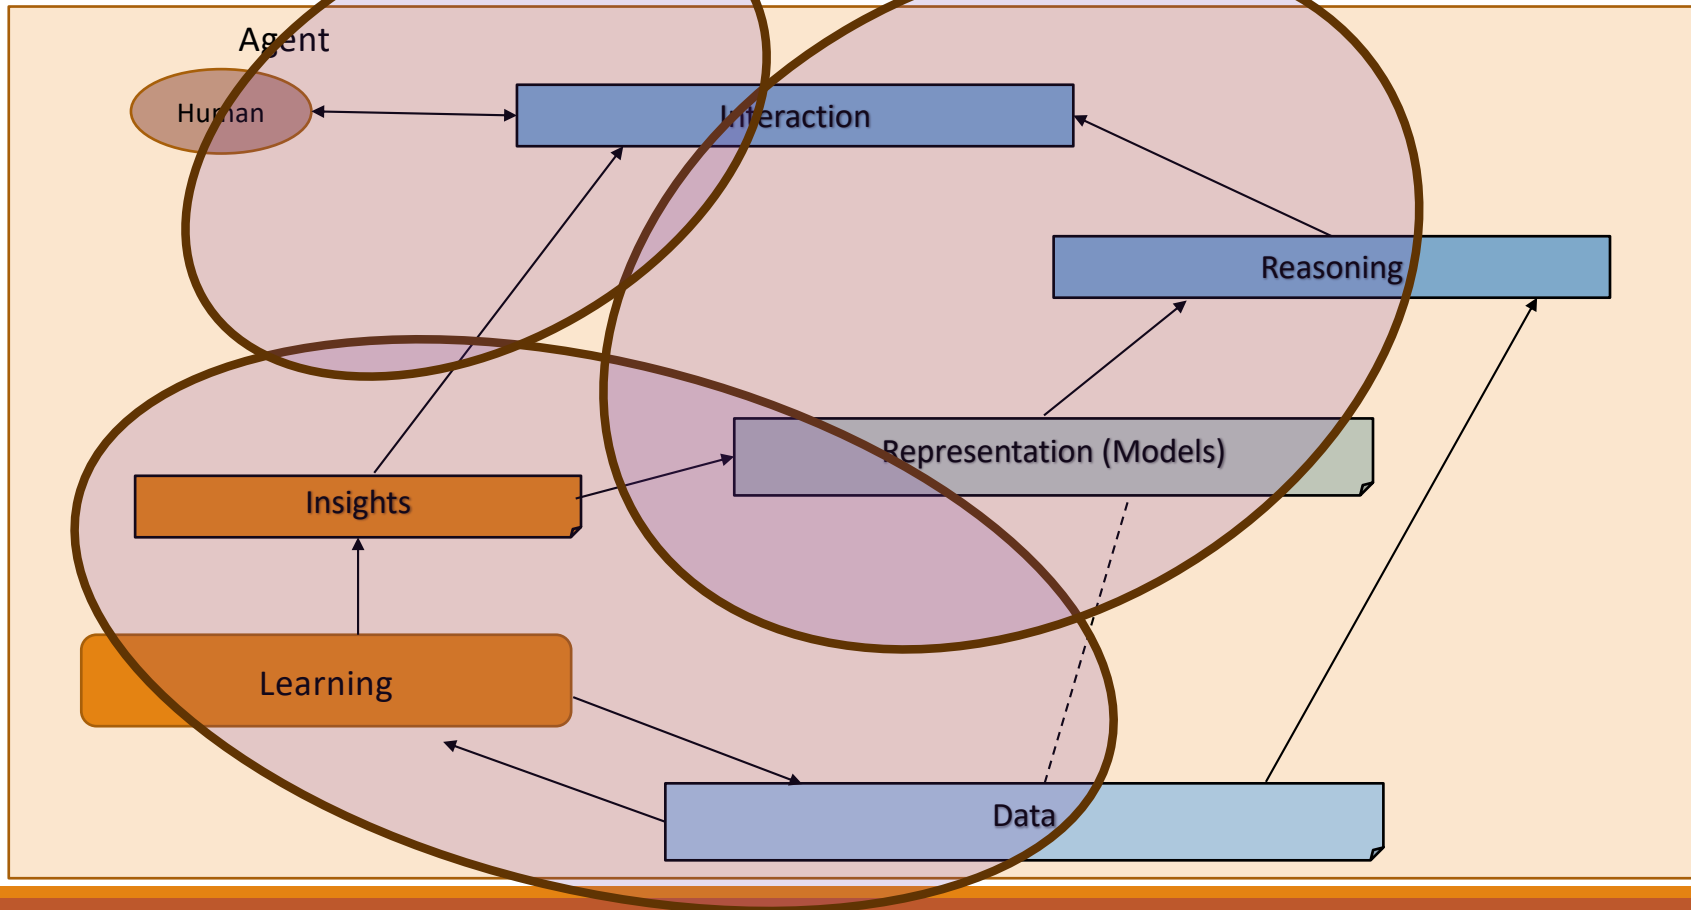 Agent
Human
Interaction
Reasoning
Representation (Models)
Insights
Learning
Data